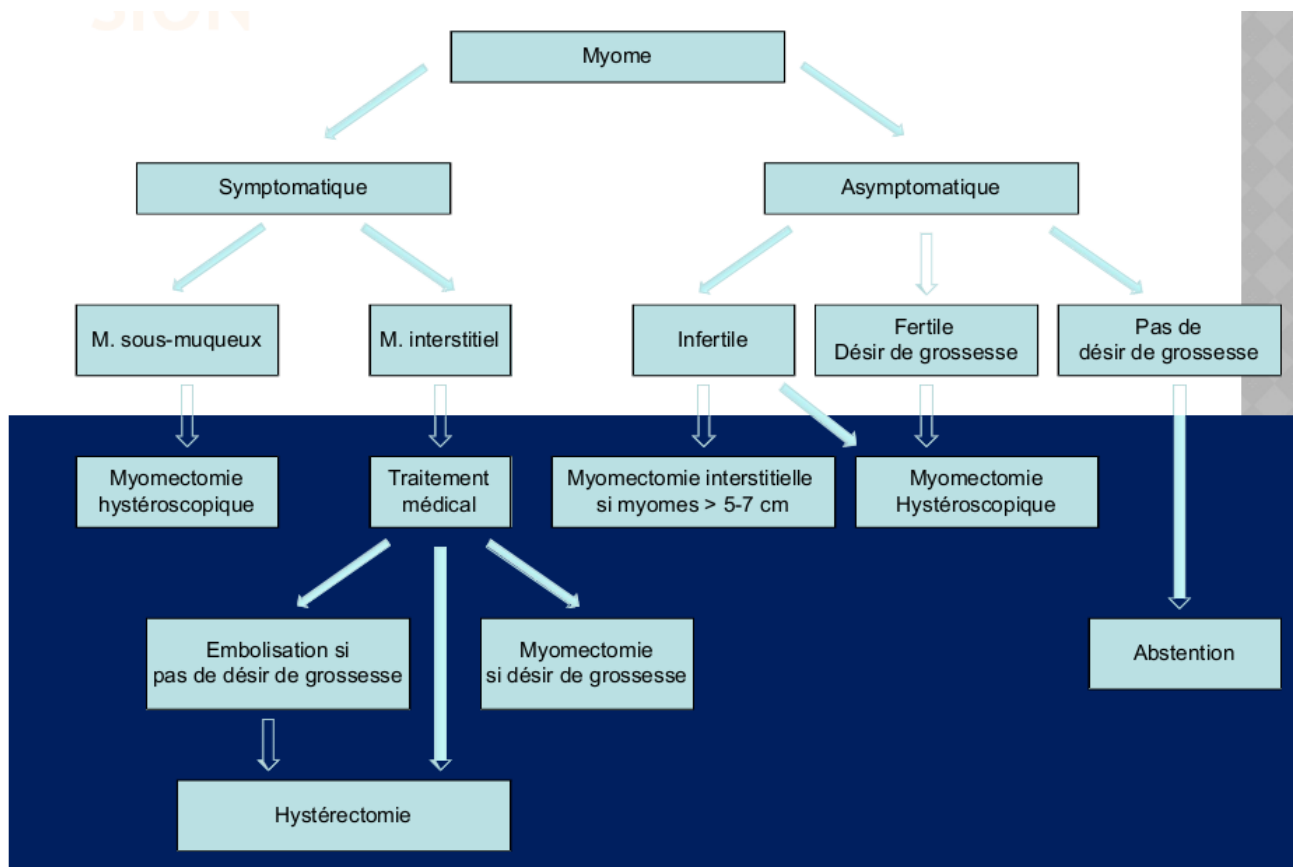 SION
Myome
Symptomatique
Asymptomatique
M. sous-muqueux
M. interstitiel
Infertile
Fertile
Désir de grossesse
Pas de
désir de grossesse
Myomectomie
hystéroscopique
Traitement
médical
Myomectomie interstitielle
si myomes > 5-7 cm
Myomectomie
Hystéroscopique
Embolisation si
pas de désir de grossesse
Myomectomie
si désir de grossesse
Abstention
Hystérectomie